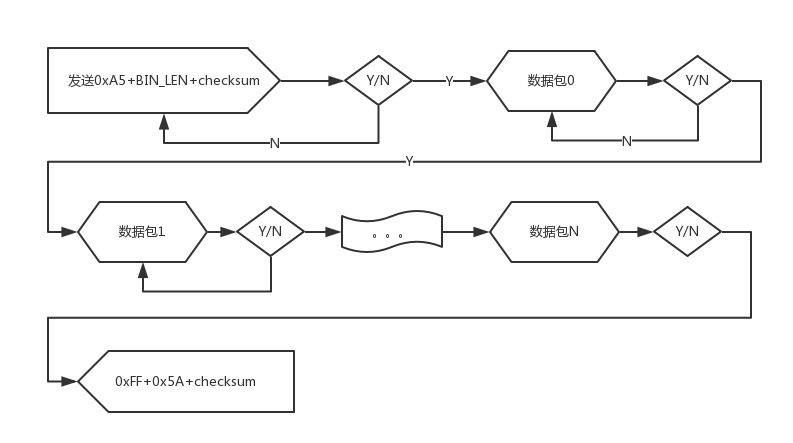 发送0xA5+BIN_LEN+checksum
Y/N
Y
数据包0
Y/N
N
N
Y
数据包1
Y/N
。。。
数据包N
Y/N
0xFF+0x5A+checksum